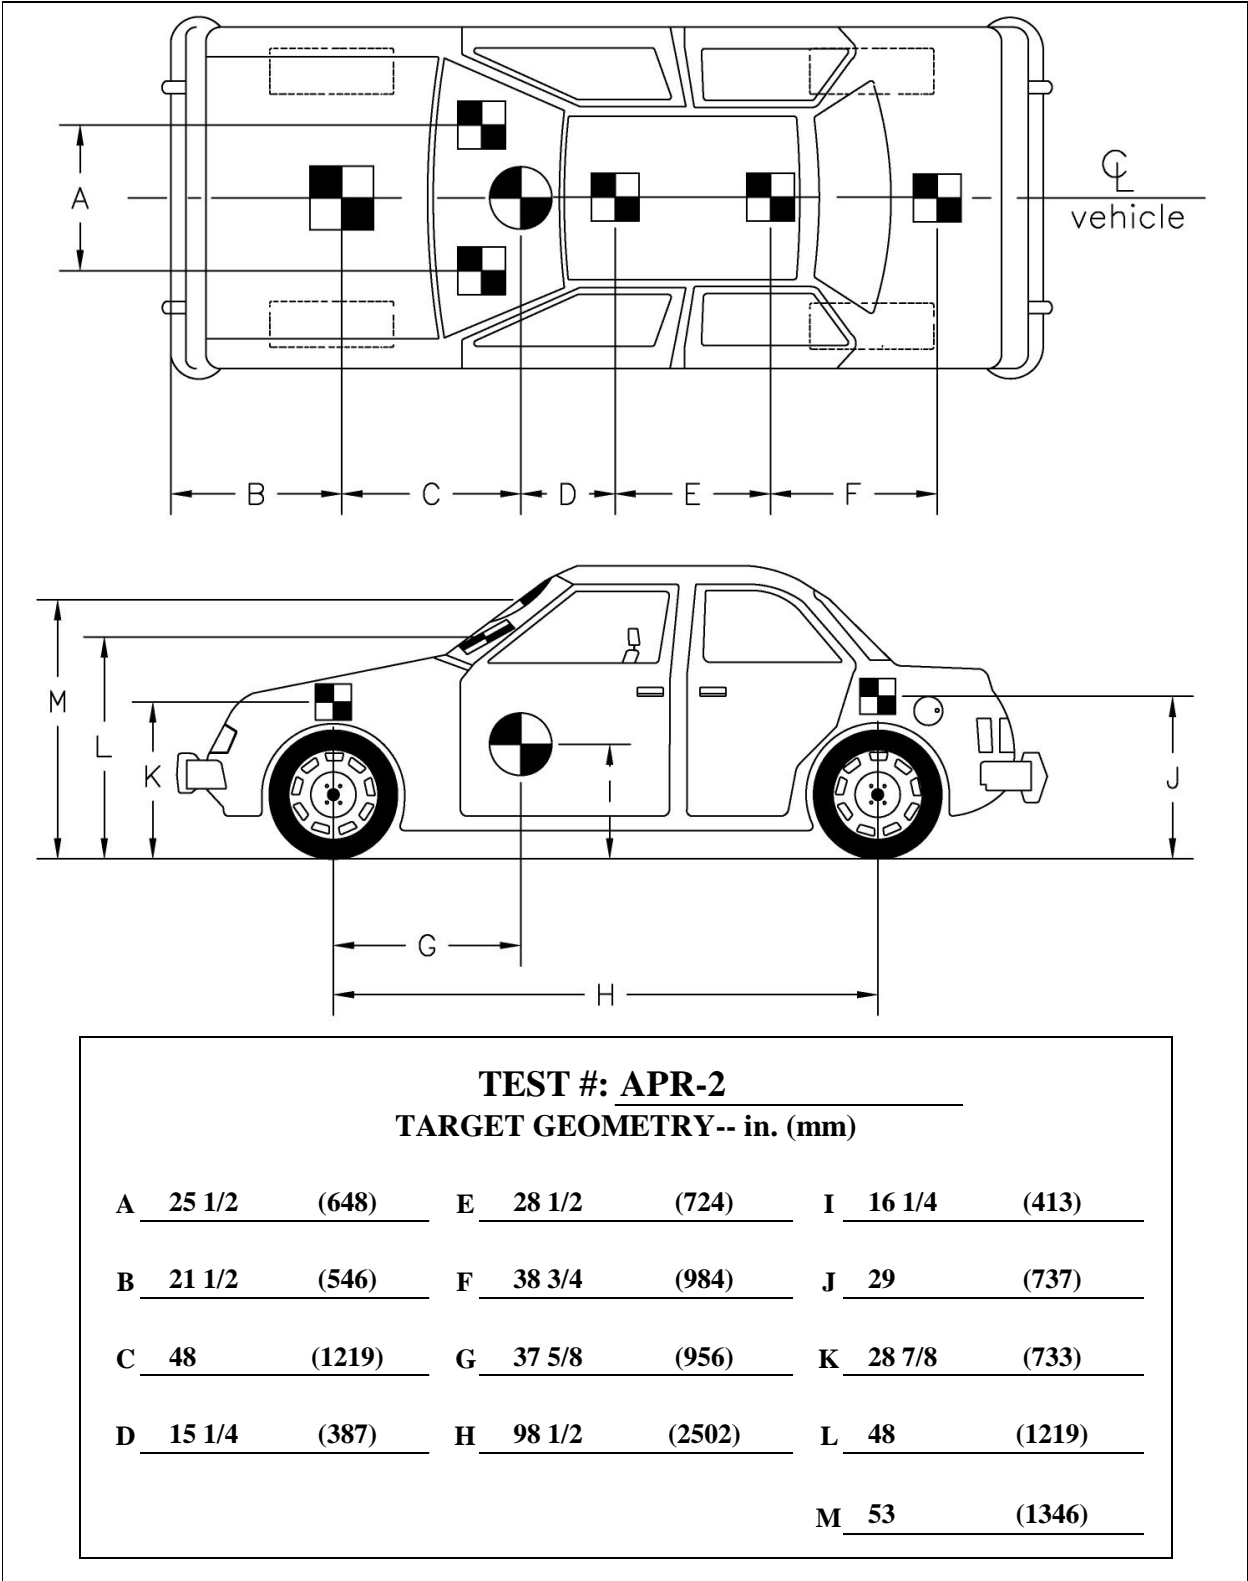 A
℄
vehicle
B C D E F
M
L
K
I
J
G
H
TEST #: APR-2
TARGET GEOMETRY-- in. (mm)
A 25 1/2 (648) E 28 1/2 (724) I 16 1/4 (413)
B 21 1/2 (546) F 38 3/4 (984) J 29 (737)
C 48 (1219) G 37 5/8 (956) K 28 7/8 (733)
D 15 1/4 (387) H 98 1/2 (2502) L 48 (1219)
M 53 (1346)